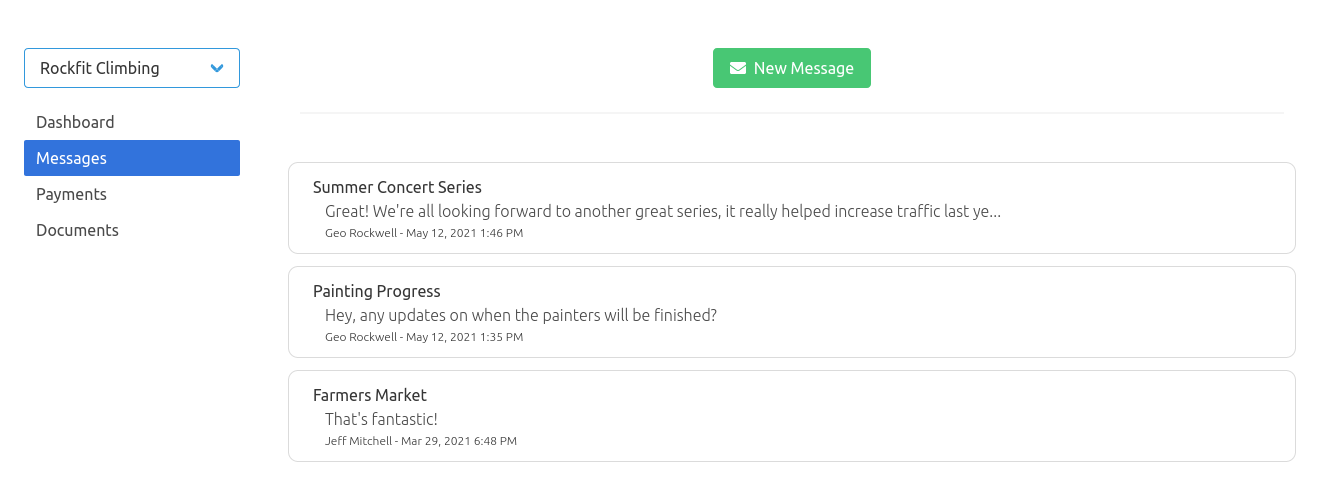 Rockfit Climbing
New Message
Dashboard
Messages
Payments
Documents
Summer Concert Series
Great! We're all looking forward to another great series, it really helped increase traffic last ye...
Geo Rockwell - May 12, 2021 1:46 PM
Painting Progress
Hey, any updates on when the painters will be finished?
Geo Rockwell - May 12, 2021 1:35 PM
Farmers Market
That's fantastic!
Jeff Mitchell - Mar 29, 2021 6:48 PM